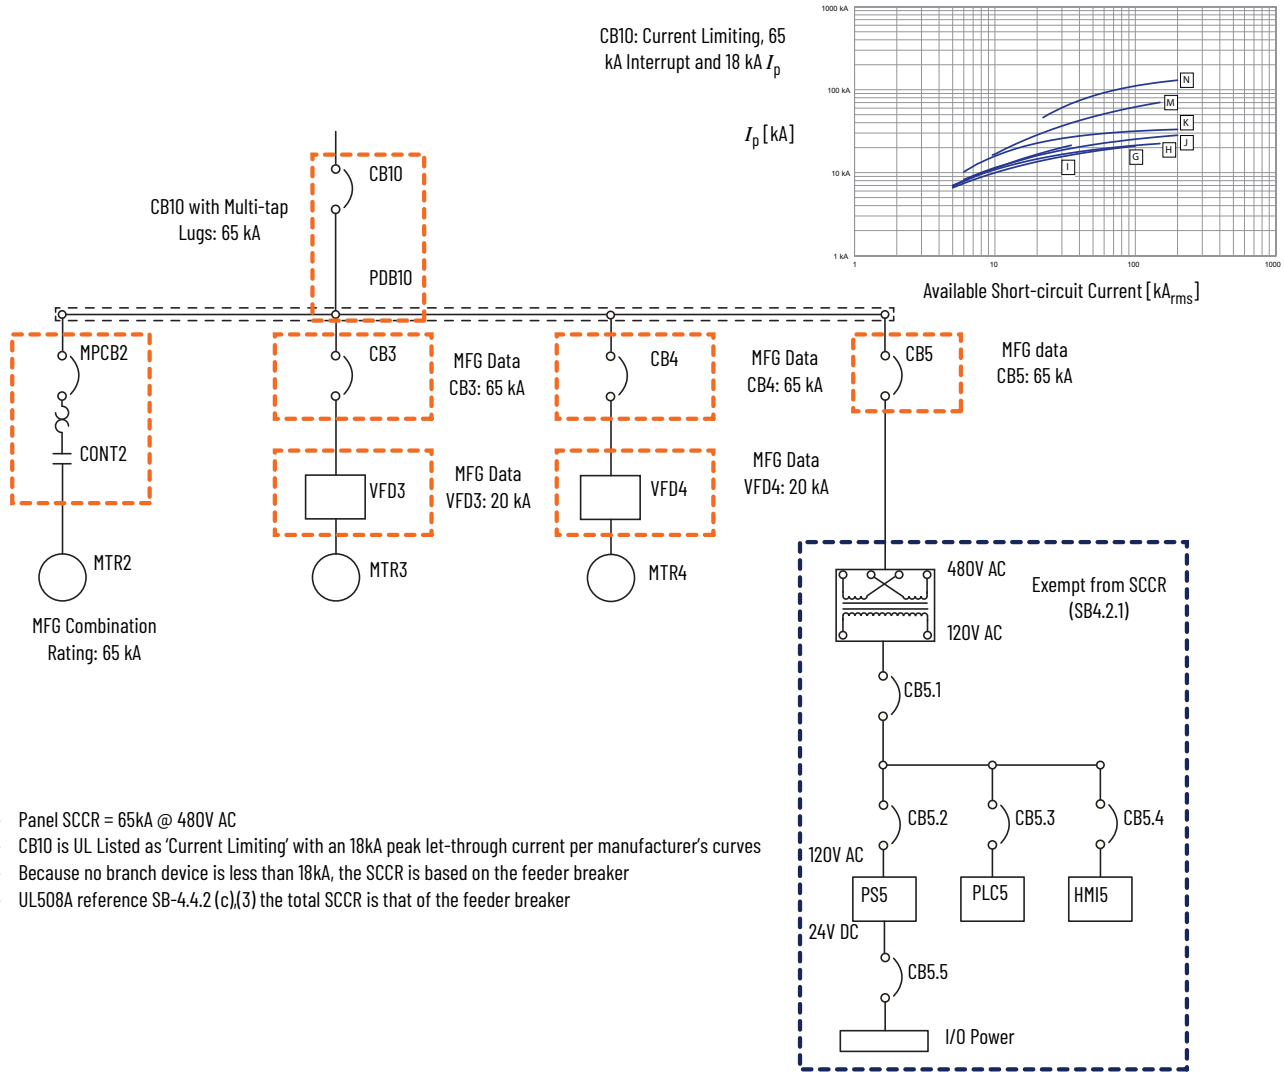 CB10: Current Limiting, 65
kA Interrupt and 18 kA Ip
Ip [kA]
1000 kA
100 kA
10 kA
1 kA
1
10
100
1000
N
M
K
J
H
G
I
Available Short-circuit Current [kArms]
CB10
CB10 with Multi-tap
Lugs: 65 kA
PDB10
MPCB2
CONT2
MTR2
MFG Combination
Rating: 65 kA
CB3
MFG Data
CB3: 65 kA
VFD3
MFG Data
VFD3: 20 kA
MTR3
CB4
MFG Data
CB4: 65 kA
VFD4
MFG Data
VFD4: 20 kA
MTR4
CB5
MFG data
CB5: 65 kA
480V AC
120V AC
Exempt from SCCR
(SB4.2.1)
CB5.1
CB5.2
CB5.3
CB5.4
120V AC
PS5
PLC5
HMI5
24V DC
CB5.5
I/O Power
Panel SCCR = 65kA @ 480V AC
CB10 is UL Listed as ‘Current Limiting’ with an 18kA peak let-through current per manufacturer’s curves
Because no branch device is less than 18kA, the SCCR is based on the feeder breaker
UL508A reference SB-4.4.2 (c),(3) the total SCCR is that of the feeder breaker